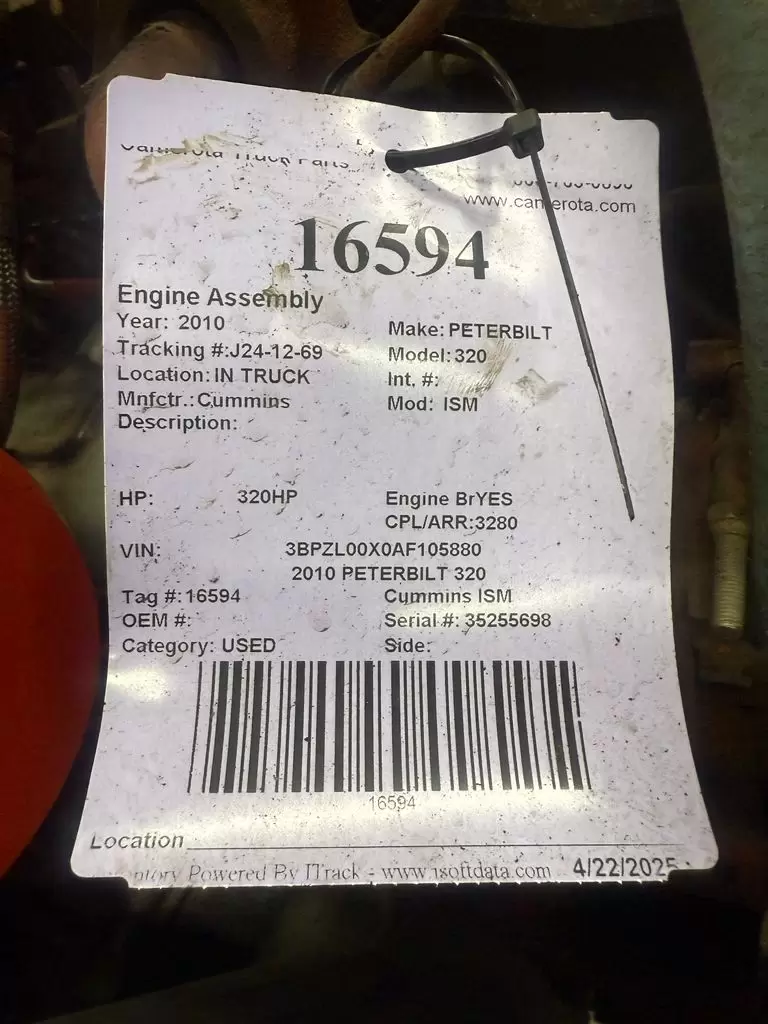 Camerota Truck Parts
www.camerota.com
16594
Engine Assembly
Year: 2010
Make: PETERBILT
Tracking #:J24-12-69
Model: 320
Location: IN TRUCK
Int. #:
Mnfctr.: Cummins
Mod: ISM
Description:
HP: 320HP
Engine BrYES
CPL/ARR:3280
VIN: 3BPZL00X0AF105880
2010 PETERBILT 320
Tag #: 16594
Cummins ISM
OEM #:
Serial #: 35255698
Category: USED
Side:
16594
Location
Powered By ITrack - www.isoftdata.com 4/22/2025